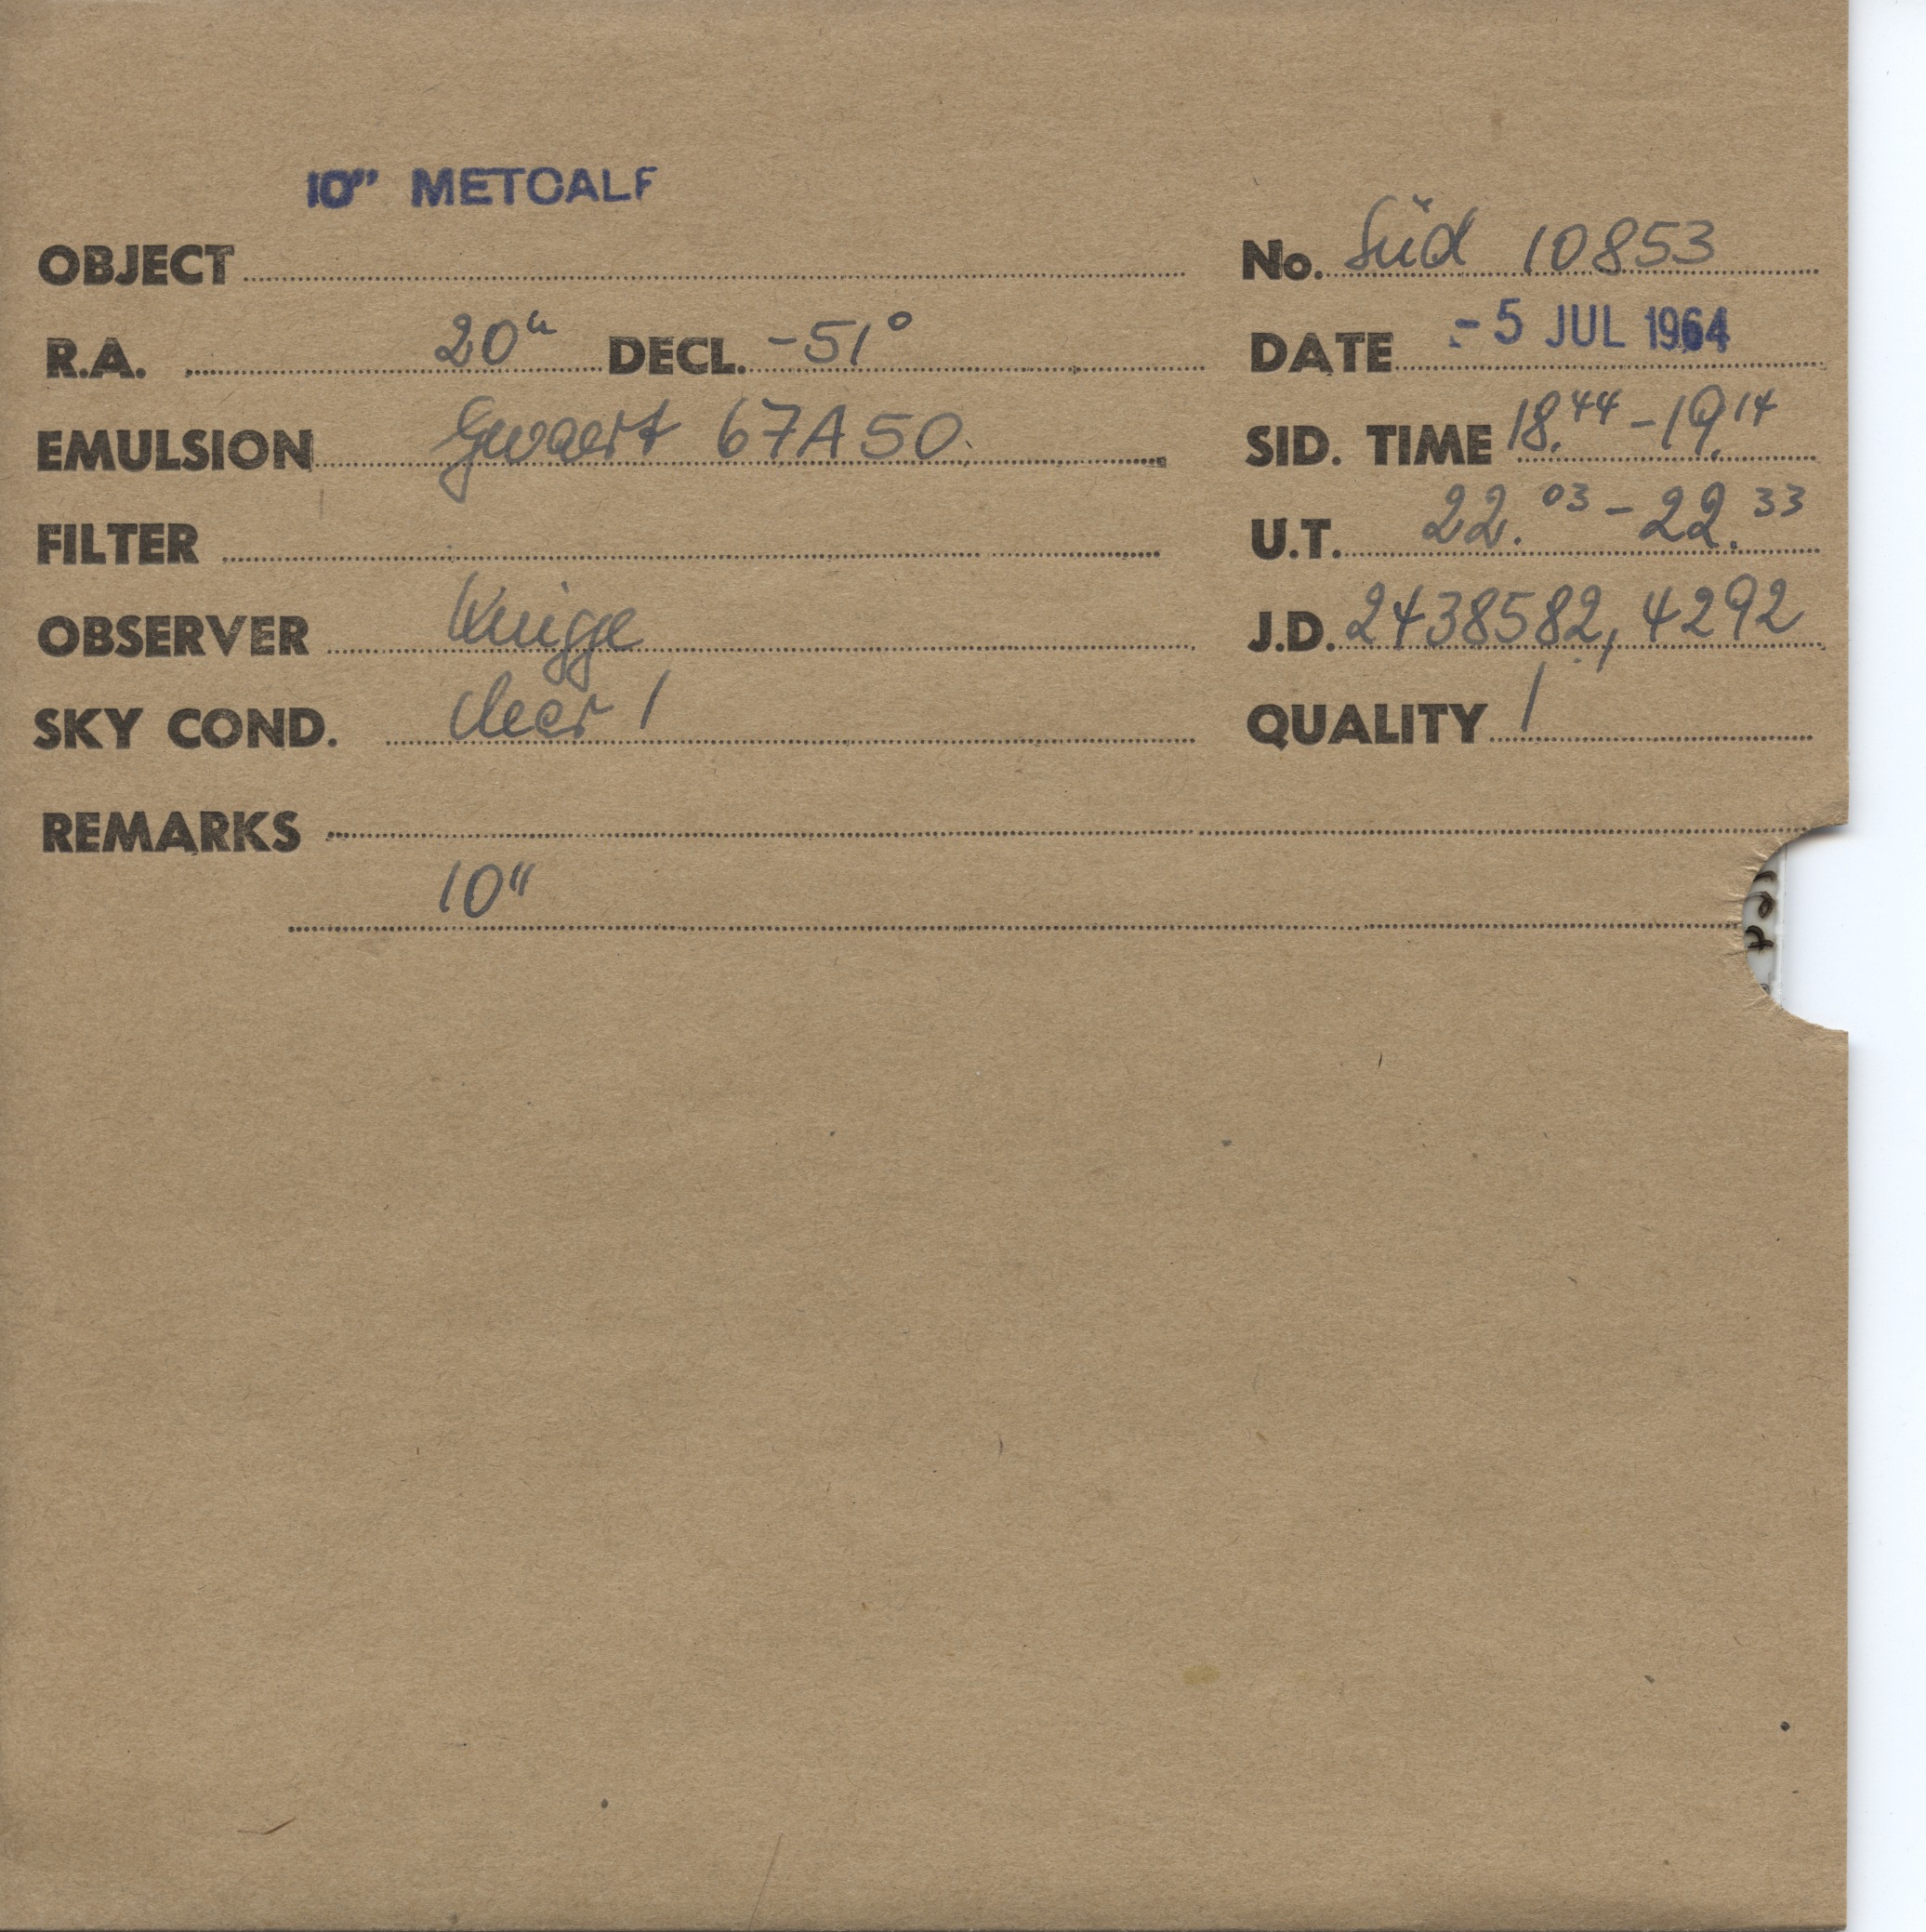 10" METCALF
OBJECT
No. Süd 10853
R.A. 20h DECL. -51°
DATE -5 JUL 1964
EMULSION Gevaert 67A50.
SID. TIME 18.44 - 19.14
FILTER
U.T. 22.03 - 22.33
OBSERVER Knigge
J.D. 2438582,4292
SKY COND. clear 1
QUALITY 1
REMARKS
10"